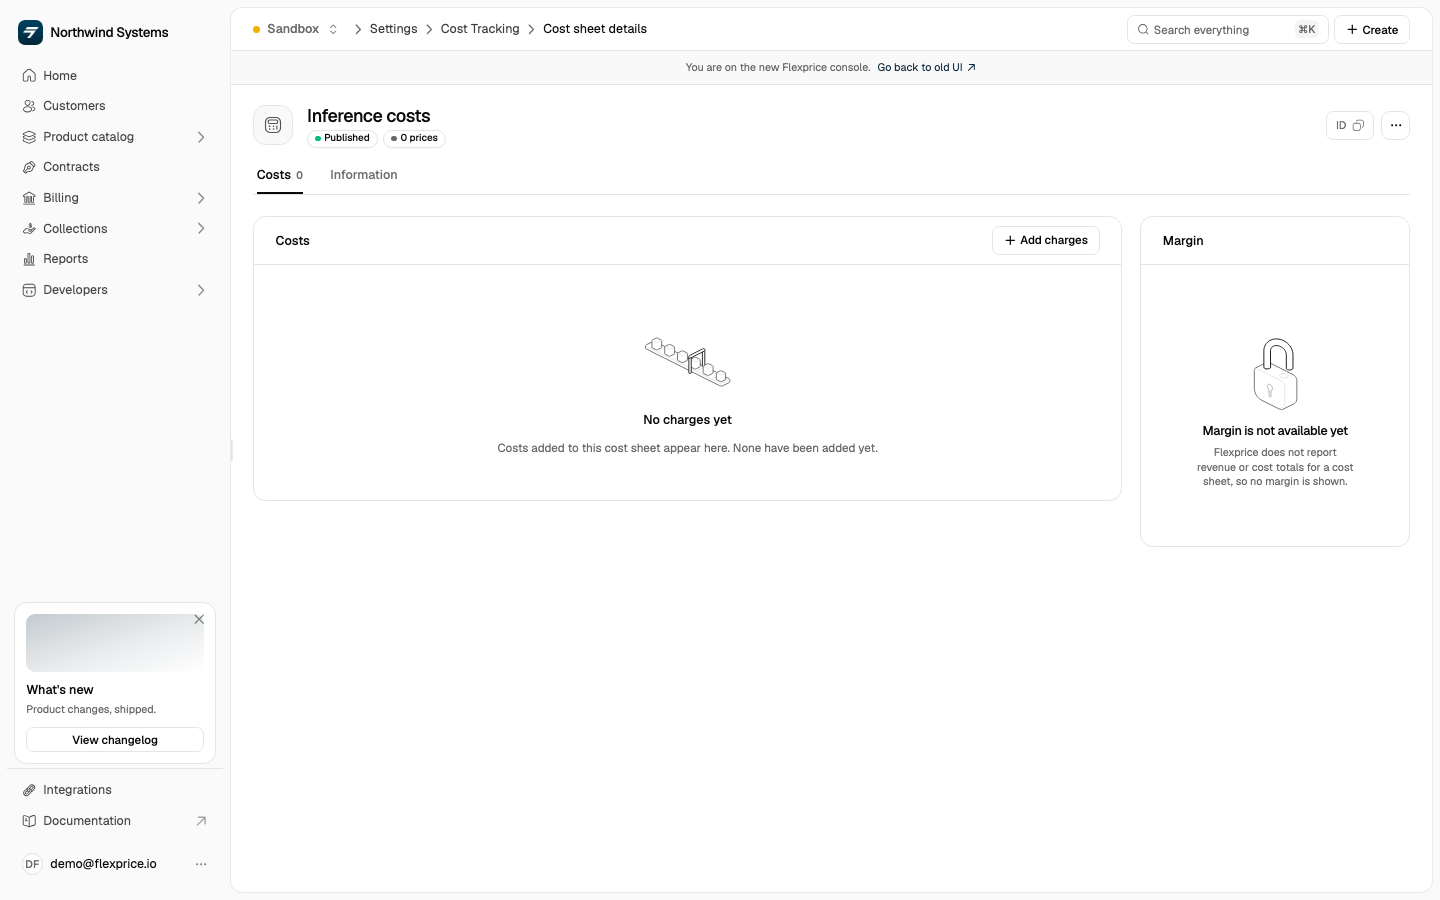 Northwind Systems
Home
Customers
Product catalog
Contracts
Billing
Collections
Reports
Developers
What's new
Product changes, shipped.
View changelog
Integrations
Documentation
DF demo@flexprice.io
Sandbox Settings Cost Tracking Cost sheet details
Search everything ⌘K
Create
You are on the new Flexprice console. Go back to old UI
Inference costs
Published 0 prices
ID
Costs 0 Information
Costs
Add charges
No charges yet
Costs added to this cost sheet appear here. None have been added yet.
Margin
Margin is not available yet
Flexprice does not report
revenue or cost totals for a cost
sheet, so no margin is shown.